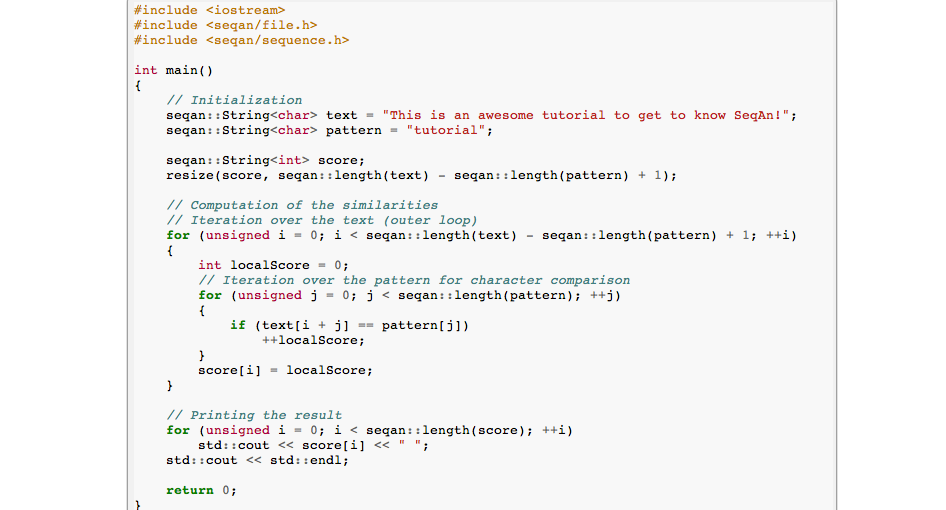 #include <iostream>
#include <seqan/file.h>
#include <seqan/sequence.h>

int main()
{
    // Initialization
    seqan::String<char> text = "This is an awesome tutorial to get to know SeqAn!";
    seqan::String<char> pattern = "tutorial";

    seqan::String<int> score;
    resize(score, seqan::length(text) - seqan::length(pattern) + 1);

    // Computation of the similarities
    // Iteration over the text (outer loop)
    for (unsigned i = 0; i < seqan::length(text) - seqan::length(pattern) + 1; ++i)
    {
        int localScore = 0;
        // Iteration over the pattern for character comparison
        for (unsigned j = 0; j < seqan::length(pattern); ++j)
        {
            if (text[i + j] == pattern[j])
                ++localScore;
        }
        score[i] = localScore;
    }

    // Printing the result
    for (unsigned i = 0; i < seqan::length(score); ++i)
        std::cout << score[i] << " ";
    std::cout << std::endl;

    return 0;
}